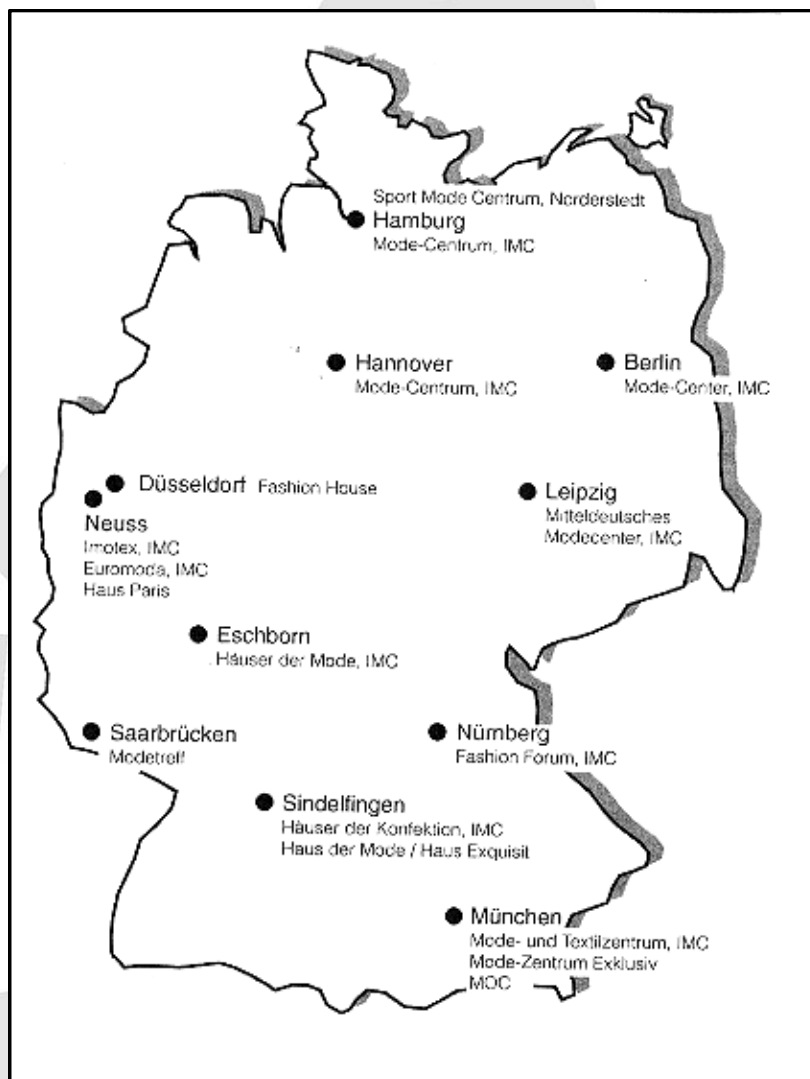 Sport Mode Centrum, Norderstedt
Hamburg
Mode-Centrum, IMC
Hannover
Mode-Centrum, IMC
Berlin
Mode-Center, IMC
Düsseldorf Fashion House
Neuss
Imotex, IMC
Euromoda, IMC
Haus Paris
Leipzig
Mitteldeutsches
Modecenter, IMC
Eschborn
Häuser der Mode, IMC
Saarbrücken
Modetreff
Nürnberg
Fashion Forum, IMC
Sindelfingen
Häuser der Konfektion, IMC
Haus der Mode / Haus Exquisit
München
Mode- und Textilzentrum, IMC
Mode-Zentrum Exklusiv
MOC